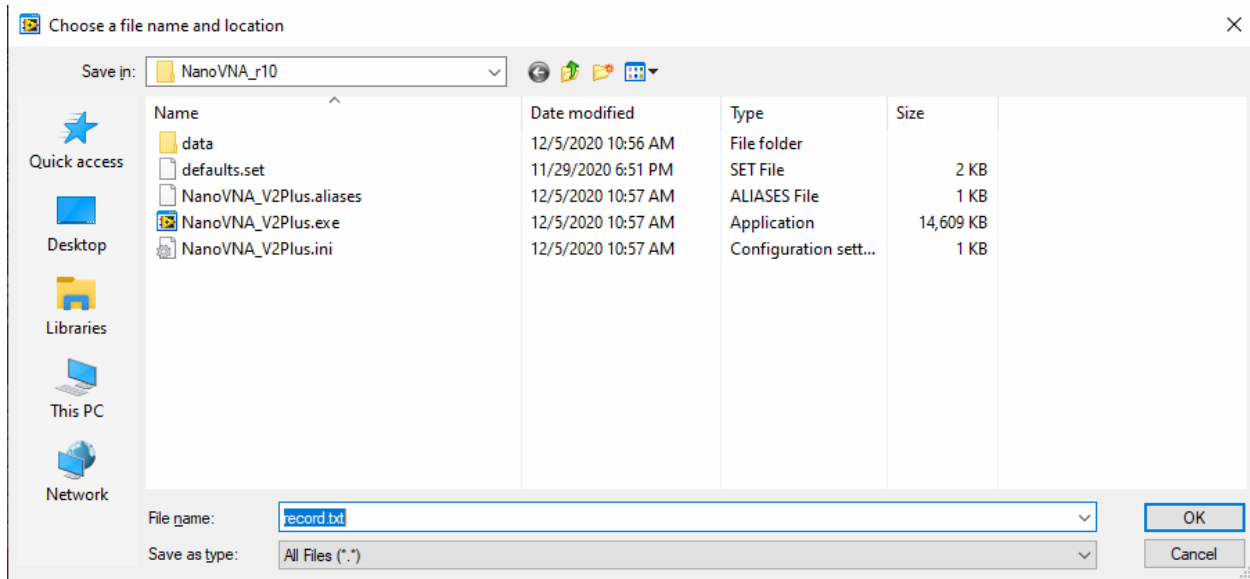 Choose a file name and location
Save in: NanoVNA_r10
Name Date modified Type Size
data 12/5/2020 10:56 AM File folder
defaults.set 11/29/2020 6:51 PM SET File 2 KB
NanoVNA_V2Plus.aliases 12/5/2020 10:57 AM ALIASES File 1 KB
NanoVNA_V2Plus.exe 12/5/2020 10:57 AM Application 14,609 KB
NanoVNA_V2Plus.ini 12/5/2020 10:57 AM Configuration sett... 1 KB
Quick access
Desktop
Libraries
This PC
Network
File name: record.txt OK
Save as type: All Files (*.*) Cancel